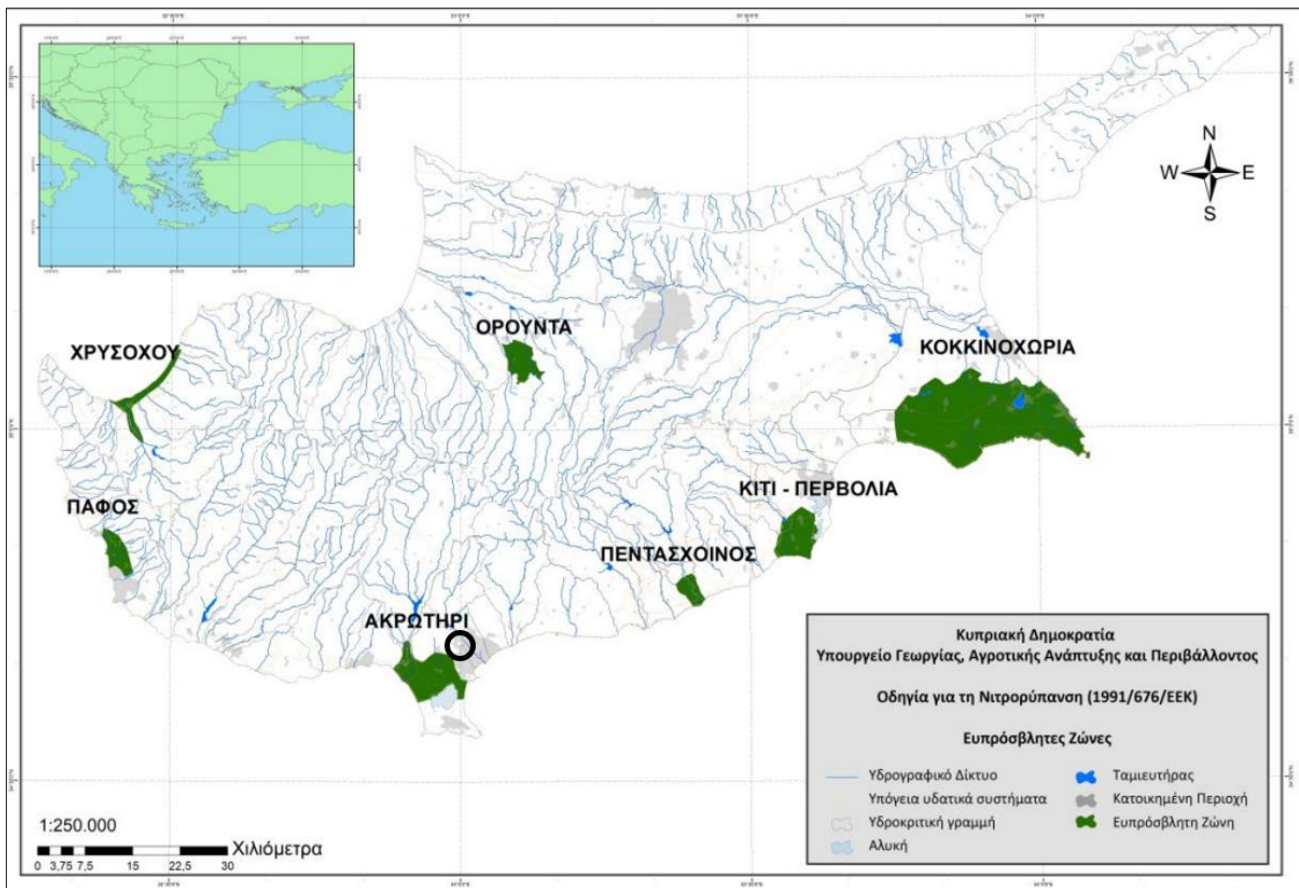 N
W E
S
ΧΡΥΣΟΧΟΥ
ΟΡΟΥΝΤΑ
ΚΟΚΚΙΝΟΧΩΡΙΑ
ΠΑΦΟΣ
ΚΙΤΙ - ΠΕΡΒΟΛΙΑ
ΠΕΝΤΑΣΧΟΙΝΟΣ
ΑΚΡΩΤΗΡΙ
Κυπριακή Δημοκρατία
Υπουργείο Γεωργίας, Αγροτικής Ανάπτυξης και Περιβάλλοντος
Οδηγία για τη Νιτρορύπανση (1991/676/ΕΕΚ)
Ευπρόσβλητες Ζώνες
Υδρογραφικό Δίκτυο
Υπόγεια υδατικά συστήματα
Υδροκριτική γραμμή
Αλυκή
Ταμιευτήρας
Κατοικημένη Περιοχή
Ευπρόσβλητη Ζώνη
1:250.000
Χιλιόμετρα
0 3,75 7,5 15 22,5 30